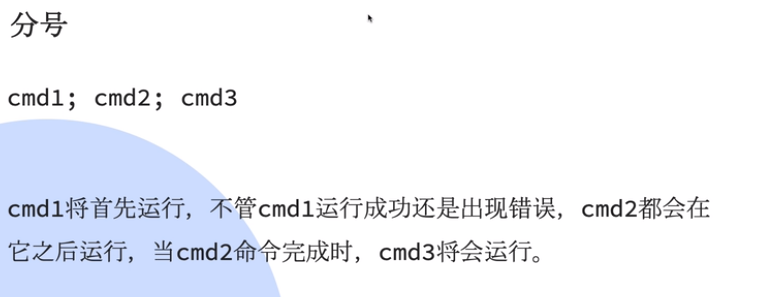 分号
cmd1; cmd2; cmd3
cmd1将首先运行, 不管cmd1运行成功还是出现错误, cmd2都会在
它之后运行, 当cmd2命令完成时, cmd3将会运行。